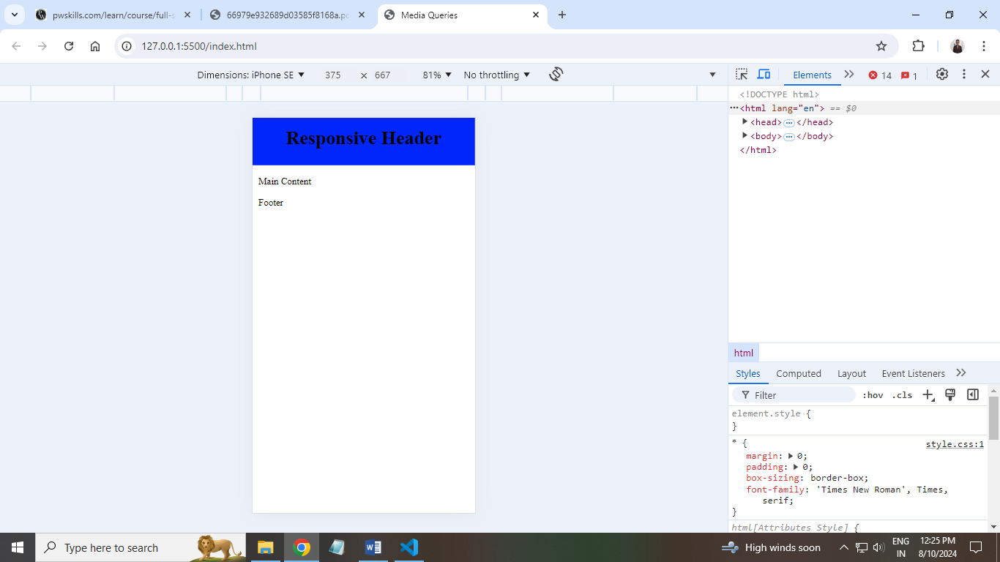 pwskills.com/learn/course/full-s
66979e932689d03585f8168a.pd
Media Queries
127.0.0.1:5500/index.html
Dimensions: iPhone SE 375 × 667 81% No throttling
Elements 14 1
<!DOCTYPE html>
<html lang="en"> == $0
<head> </head>
<body> </body>
</html>
Responsive Header
Main Content
Footer
html
Styles Computed Layout Event Listeners
Filter :hov .cls
element.style {
}
* { style.css:1
margin: 0;
padding: 0;
box-sizing: border-box;
font-family: 'Times New Roman', Times,
serif;
}
html[Attributes Style] {
Type here to search
High winds soon
ENG
IN
12:25 PM
8/10/2024